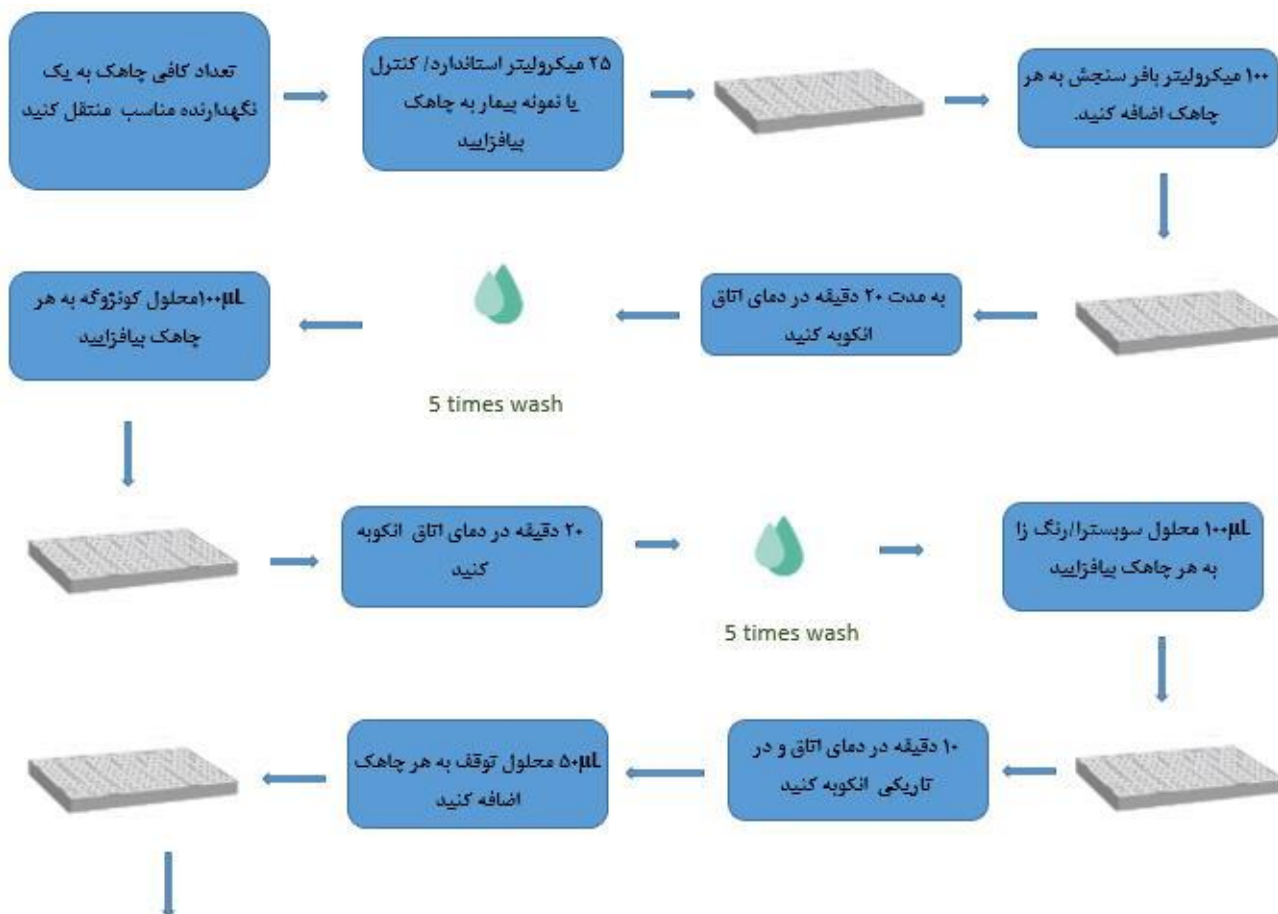 تعداد کافی چاهک به یک
نگهدارنده مناسب منتقل کنید
۲۵ میکرولیتر استاندارد/ کنترل
یا نمونه بیمار به چاهک
بیافزایید
۱۰۰ میکرولیتر بافر سنجش به هر
چاهک اضافه کنید.
به مدت ۲۰ دقیقه در دمای اتاق
انکوبه کنید
5 times wash
۱۰۰µLمحلول کونژوگه به هر
چاهک بیافزایید
۲۰ دقیقه در دمای اتاق انکوبه
کنید
5 times wash
۱۰۰µL محلول سوبسترا/رنگ زا
به هر چاهک بیافزایید
۱۰ دقیقه در دمای اتاق و در
تاریکی انکوبه کنید
۵۰µL محلول توقف به هر چاهک
اضافه کنید